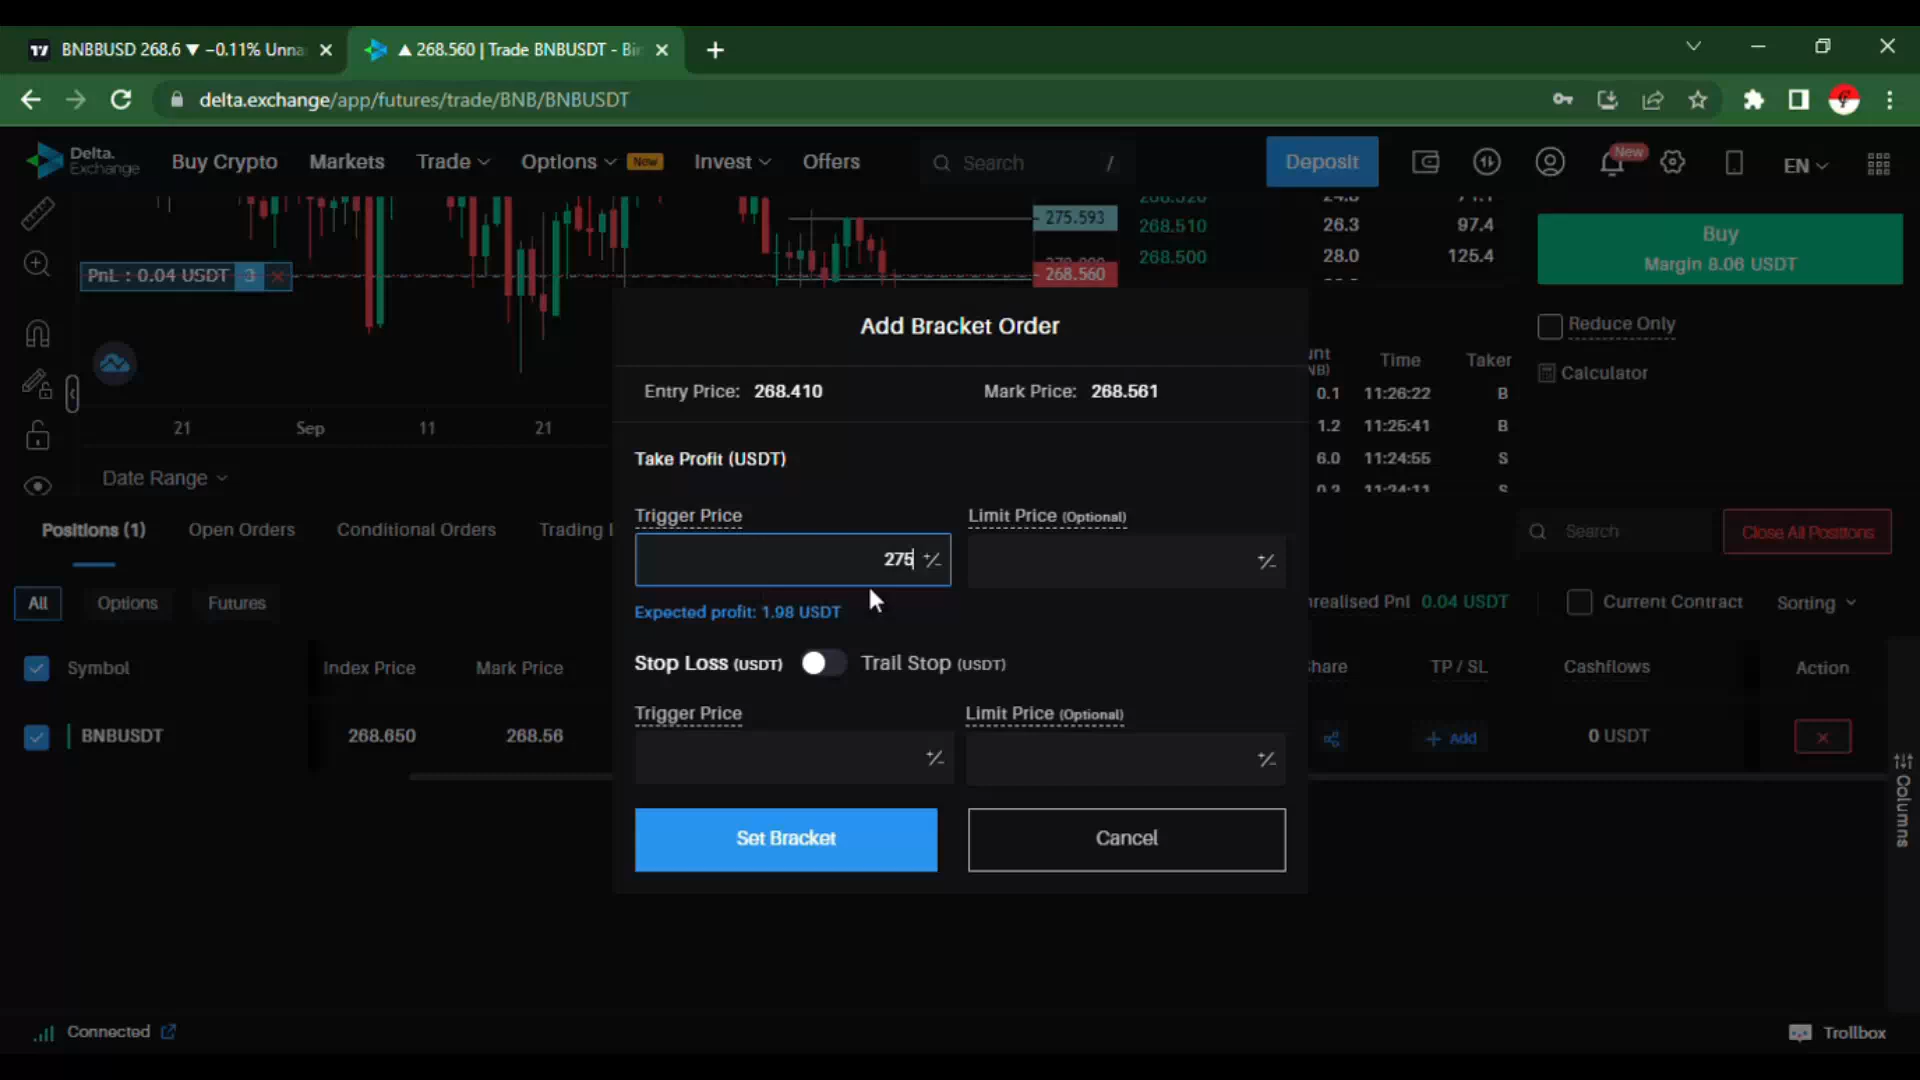 BNBBUSD 268.6 ▼ −0.11% Unna
▲ 268.560 | Trade BNBUSDT - Bi
delta.exchange/app/futures/trade/BNB/BNBUSDT
Delta.
Exchange
Buy Crypto
Markets
Trade
Options
New
Invest
Offers
Search
/
Deposit
New
EN
275.593
268.560
PnL : 0.04 USDT 3
268.510 26.3 97.4
268.500 28.0 125.4
Buy
Margin 8.06 USDT
Reduce Only
Calculator
Time Taker
0.1 11:26:22 B
1.2 11:25:41 B
6.0 11:24:55 S
21 Sep 11 21
Date Range
Add Bracket Order
Entry Price: 268.410 Mark Price: 268.561
Take Profit (USDT)
Trigger Price Limit Price (Optional)
275
Expected profit: 1.98 USDT
Stop Loss (USDT) Trail Stop (USDT)
Trigger Price Limit Price (Optional)
Set Bracket Cancel
Positions (1) Open Orders Conditional Orders Trading
Search
Close All Positions
All Options Futures
realised Pnl 0.04 USDT
Current Contract
Sorting
Symbol Index Price Mark Price
TP / SL Cashflows Action
BNBUSDT 268.650 268.56
+ Add
0 USDT
Columns
Connected
Trollbox